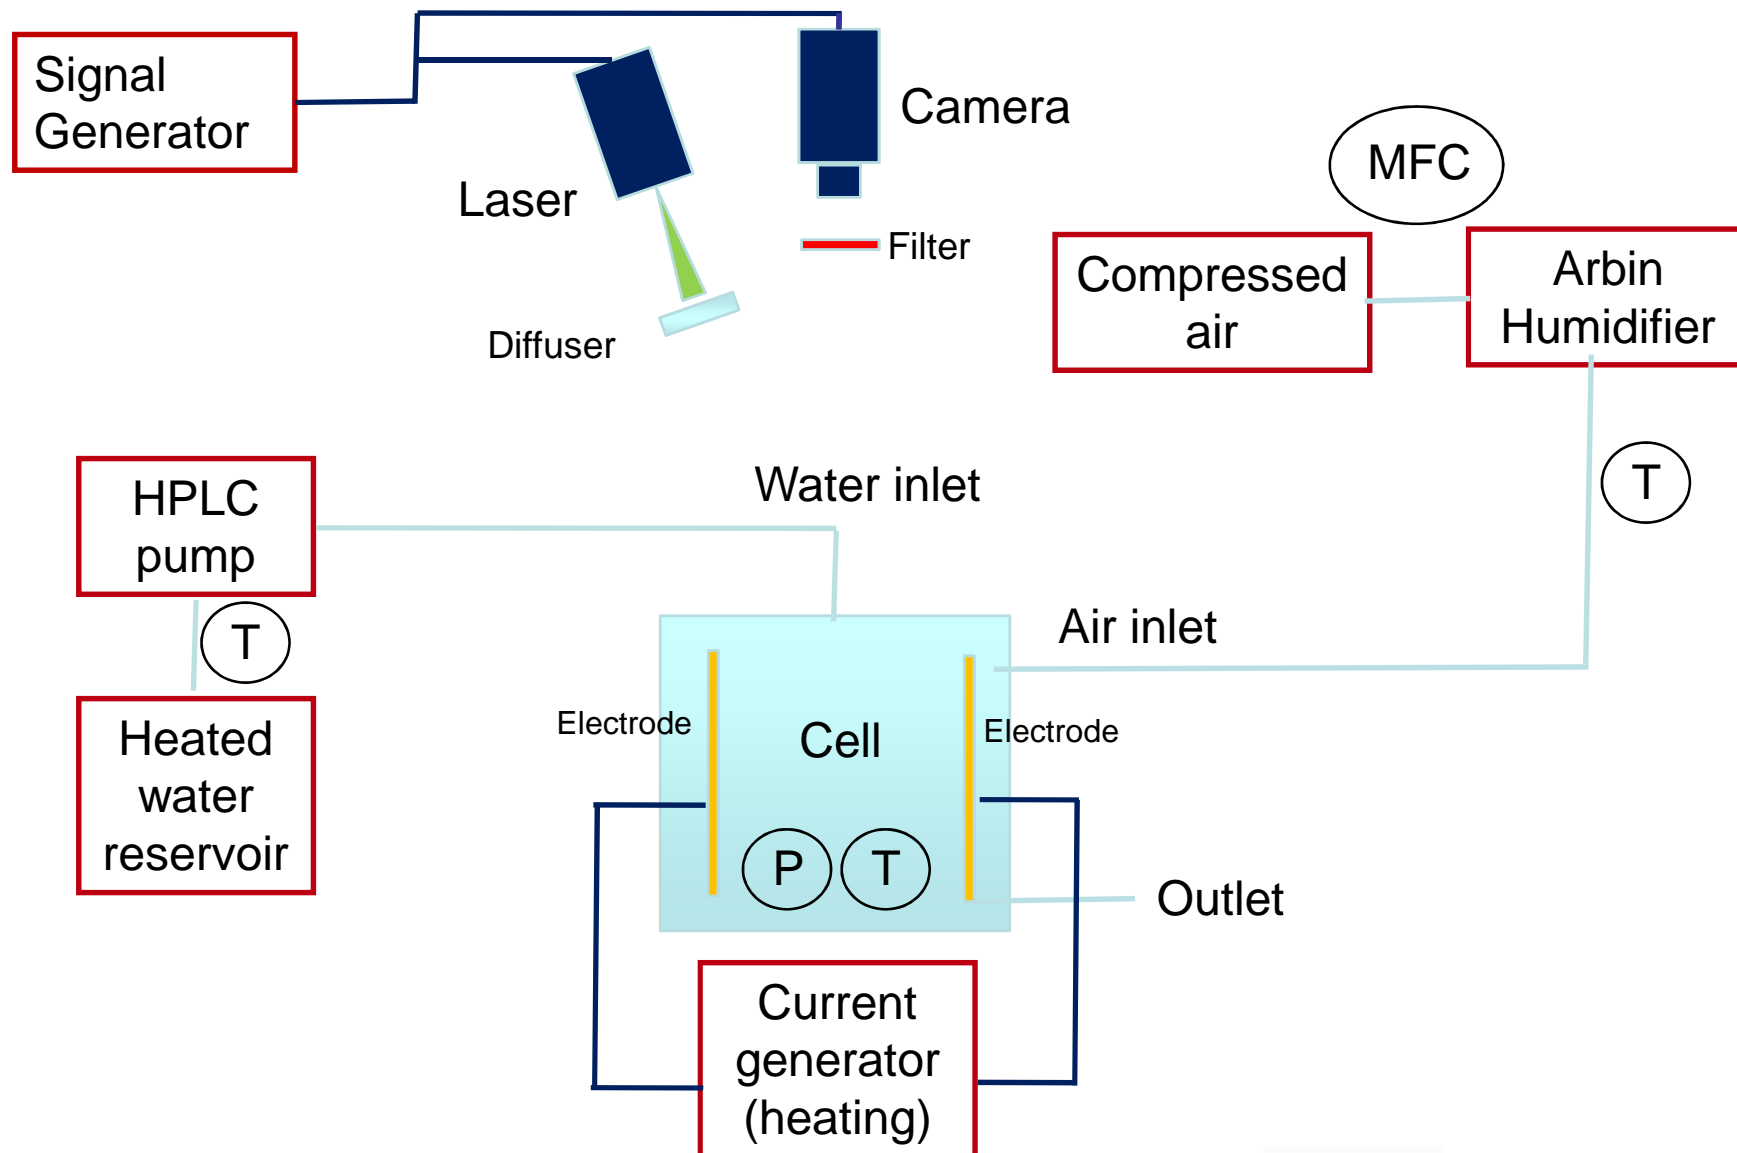 Signal
Generator
Laser
Camera
Filter
Diffuser
MFC
Compressed
air
Arbin
Humidifier
T
HPLC
pump
T
Heated
water
reservoir
Water inlet
Air inlet
Electrode
Cell
Electrode
P
T
Outlet
Current
generator
(heating)